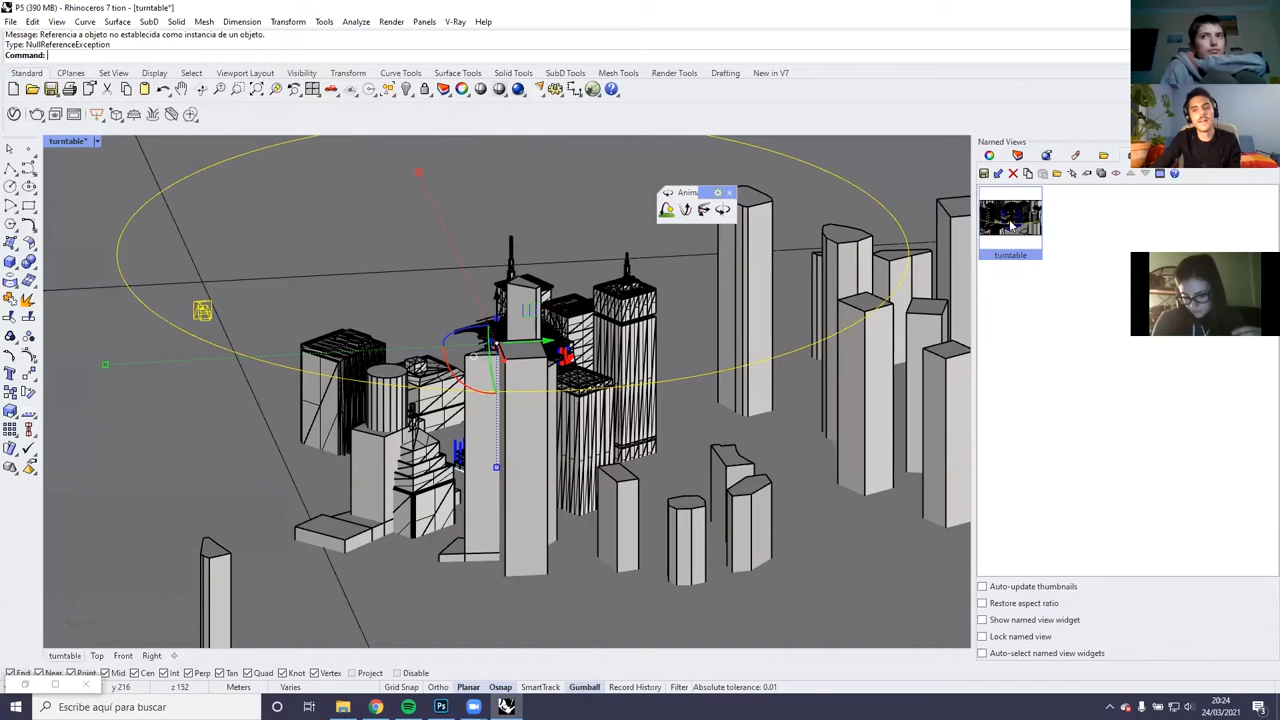 P5 (390 MB) - Rhinoceros 7 tion - [turntable*]
File Edit View Curve Surface SubD Solid Mesh Dimension Transform Tools Analyze Render Panels V-Ray Help
Message: Referencia a objeto no establecida como instancia de un objeto.
Type: NullReferenceException
Command:
Standard CPlanes Set View Display Select Viewport Layout Visibility Transform Curve Tools Surface Tools Solid Tools SubD Tools Mesh Tools Render Tools Drafting New in V7
turntable*
Named Views
Anima
turntable
Auto-update thumbnails
Restore aspect ratio
Show named view widget
Lock named view
Auto-select named view widgets
turntable Top Front Right
End Near Point Mid Cen Int Perp Tan Quad Knot Vertex Project Disable
y 216 z 152 Meters Varies Grid Snap Ortho Planar Osnap SmartTrack Gumball Record History Filter Absolute tolerance: 0.01
Escribe aquí para buscar
Ps
20:24
24/03/2021
3